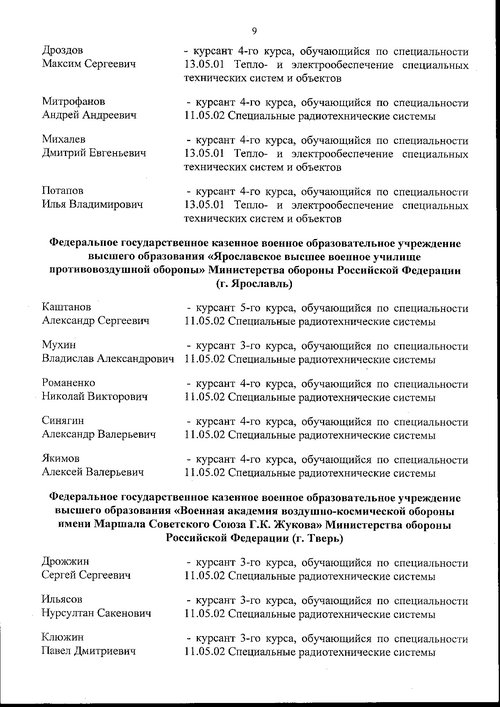 9
Дроздов - курсант 4-го курса, обучающийся по специальности
Максим Сергеевич 13.05.01 Тепло- и электрообеспечение специальных
технических систем и объектов
Митрофанов - курсант 4-го курса, обучающийся по специальности
Андрей Андреевич 11.05.02 Специальные радиотехнические системы
Михалев - курсант 4-го курса, обучающийся по специальности
Дмитрий Евгеньевич 13.05.01 Тепло- и электрообеспечение специальных
технических систем и объектов
Потапов - курсант 4-го курса, обучающийся по специальности
Илья Владимирович 13.05.01 Тепло- и электрообеспечение специальных
технических систем и объектов
Федеральное государственное казенное военное образовательное учреждение
высшего образования «Ярославское высшее военное училище
противовоздушной обороны» Министерства обороны Российской Федерации
(г. Ярославль)
Каштанов - курсант 5-го курса, обучающийся по специальности
Александр Сергеевич 11.05.02 Специальные радиотехнические системы
Мухин - курсант 3-го курса, обучающийся по специальности
Владислав Александрович 11.05.02 Специальные радиотехнические системы
Романенко - курсант 4-го курса, обучающийся по специальности
Николай Викторович 11.05.02 Специальные радиотехнические системы
Синягин - курсант 4-го курса, обучающийся по специальности
Александр Валерьевич 11.05.02 Специальные радиотехнические системы
Якимов - курсант 4-го курса, обучающийся по специальности
Алексей Валерьевич 11.05.02 Специальные радиотехнические системы
Федеральное государственное казенное военное образовательное учреждение
высшего образования «Военная академия воздушно-космической обороны
имени Маршала Советского Союза Г.К. Жукова» Министерства обороны
Российской Федерации (г. Тверь)
Дрожжин - курсант 3-го курса, обучающийся по специальности
Сергей Сергеевич 11.05.02 Специальные радиотехнические системы
Ильясов - курсант 3-го курса, обучающийся по специальности
Нурсултан Сакенович 11.05.02 Специальные радиотехнические системы
Клюжин - курсант 3-го курса, обучающийся по специальности
Павел Дмитриевич 11.05.02 Специальные радиотехнические системы